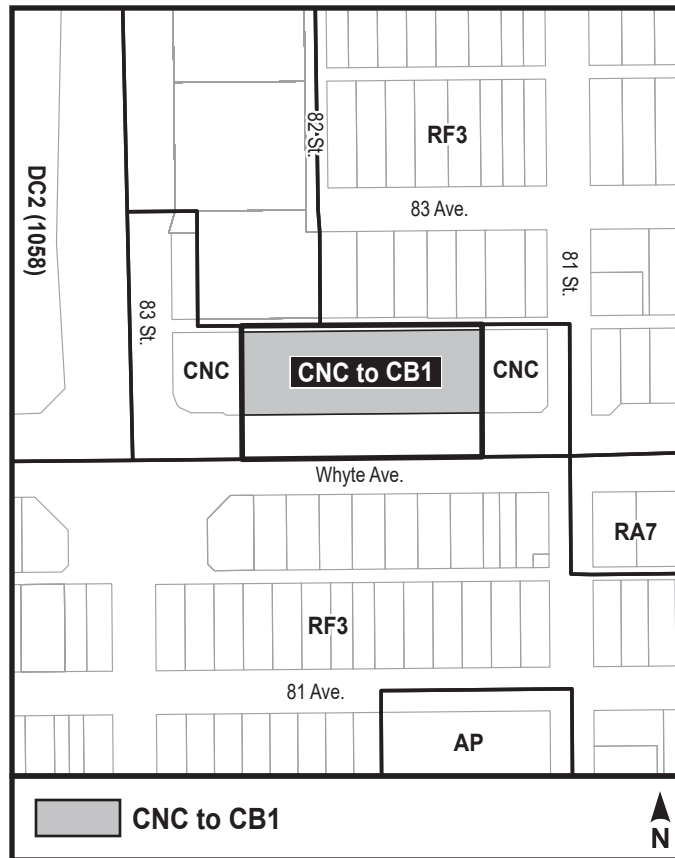 82 St.
RF3
DC2 (1058)
83 Ave.
81 St.
83 St.
CNC
CNC to CB1
CNC
Whyte Ave.
RA7
RF3
81 Ave.
AP
CNC to CB1
N